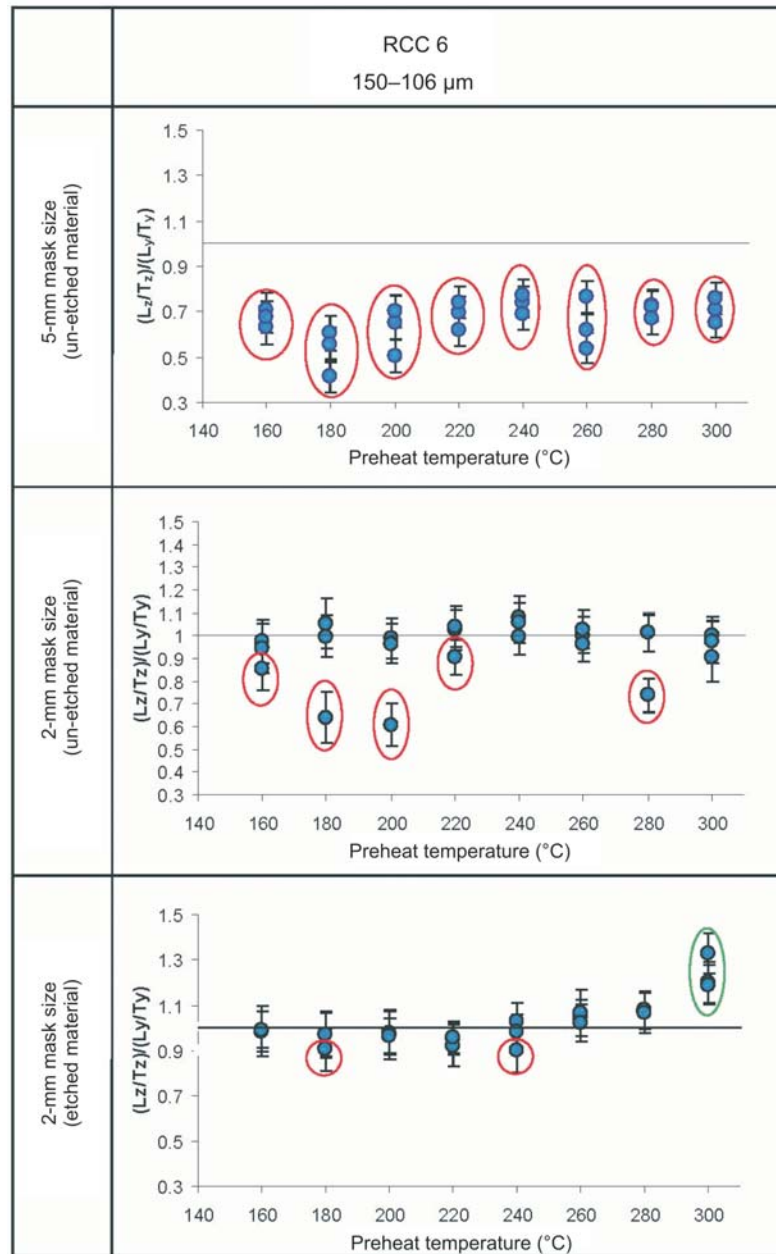 RCC 6
150–106 µm
5-mm mask size
(un-etched material)
(Lz/Tz)/(Ly/Ty)
1.5
1.3
1.1
0.9
0.7
0.5
0.3
140 160 180 200 220 240 260 280 300
Preheat temperature (°C)
2-mm mask size
(un-etched material)
(Lz/Tz)/(Ly/Ty)
1.5
1.4
1.3
1.2
1.1
1
0.9
0.8
0.7
0.6
0.5
0.4
0.3
140 160 180 200 220 240 260 280 300
Preheat temperature (°C)
2-mm mask size
(etched material)
(Lz/Tz)/(Ly/Ty)
1.5
1.3
1.1
0.9
0.7
0.5
0.3
140 160 180 200 220 240 260 280 300
Preheat temperature (°C)